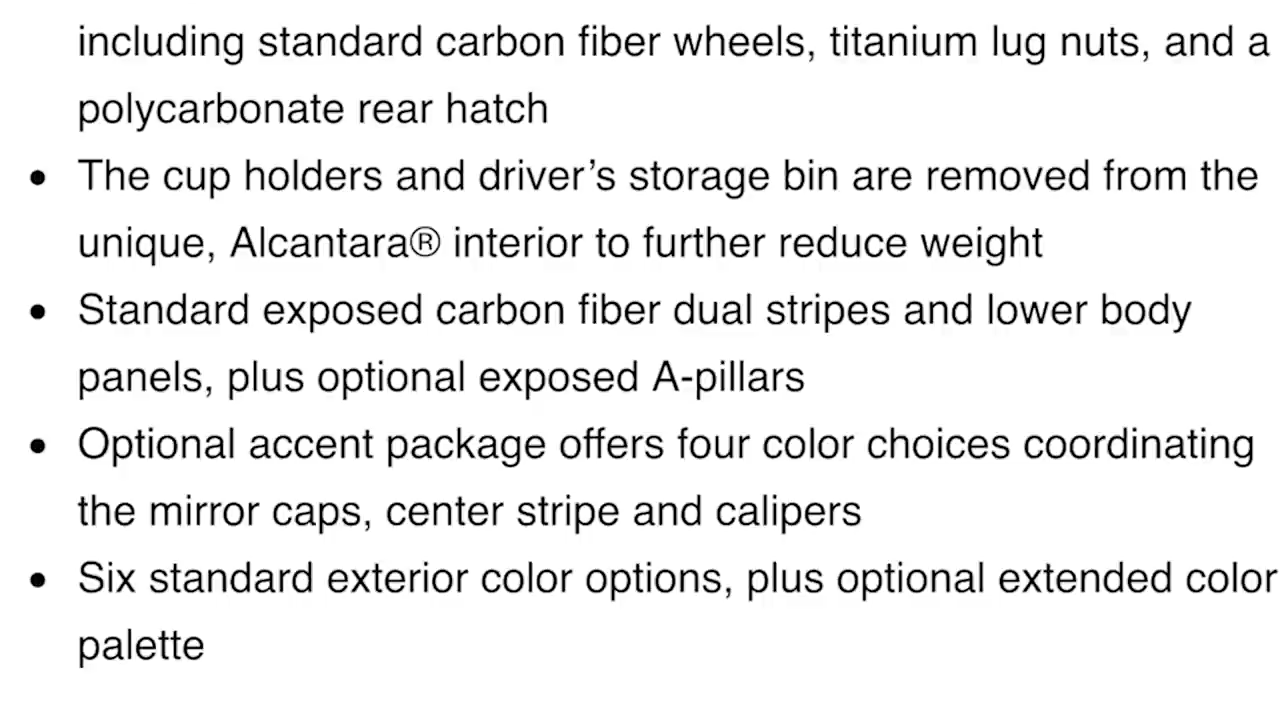 including standard carbon fiber wheels, titanium lug nuts, and a
polycarbonate rear hatch
• The cup holders and driver’s storage bin are removed from the
unique, Alcantara® interior to further reduce weight
• Standard exposed carbon fiber dual stripes and lower body
panels, plus optional exposed A-pillars
• Optional accent package offers four color choices coordinating
the mirror caps, center stripe and calipers
• Six standard exterior color options, plus optional extended color
palette